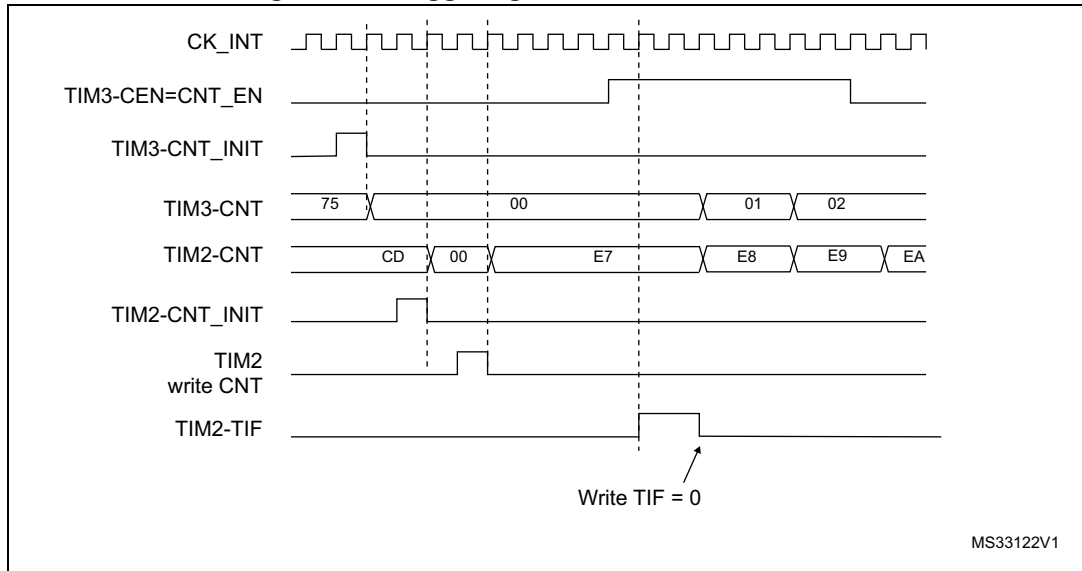 CK_INT
TIM3-CEN=CNT_EN
TIM3-CNT_INIT
TIM3-CNT 75 00 01 02
TIM2-CNT CD 00 E7 E8 E9 EA
TIM2-CNT_INIT
TIM2
write CNT
TIM2-TIF
Write TIF = 0
MS33122V1